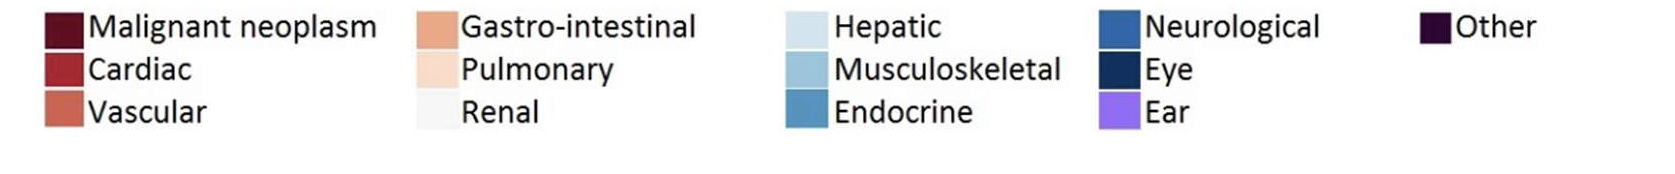 Malignant neoplasm
Cardiac
Vascular
Gastro-intestinal
Pulmonary
Renal
Hepatic
Musculoskeletal
Endocrine
Neurological
Eye
Ear
Other